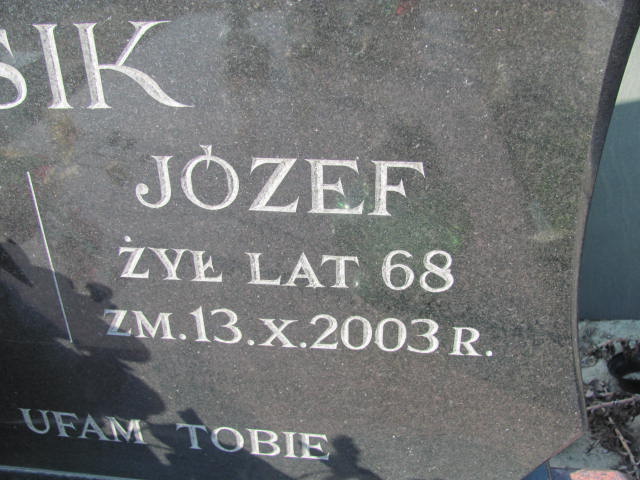 SIK
JÓZEF
ŻYŁ LAT 68
ZM. 13. X. 2003 R.
UFAM TOBIE